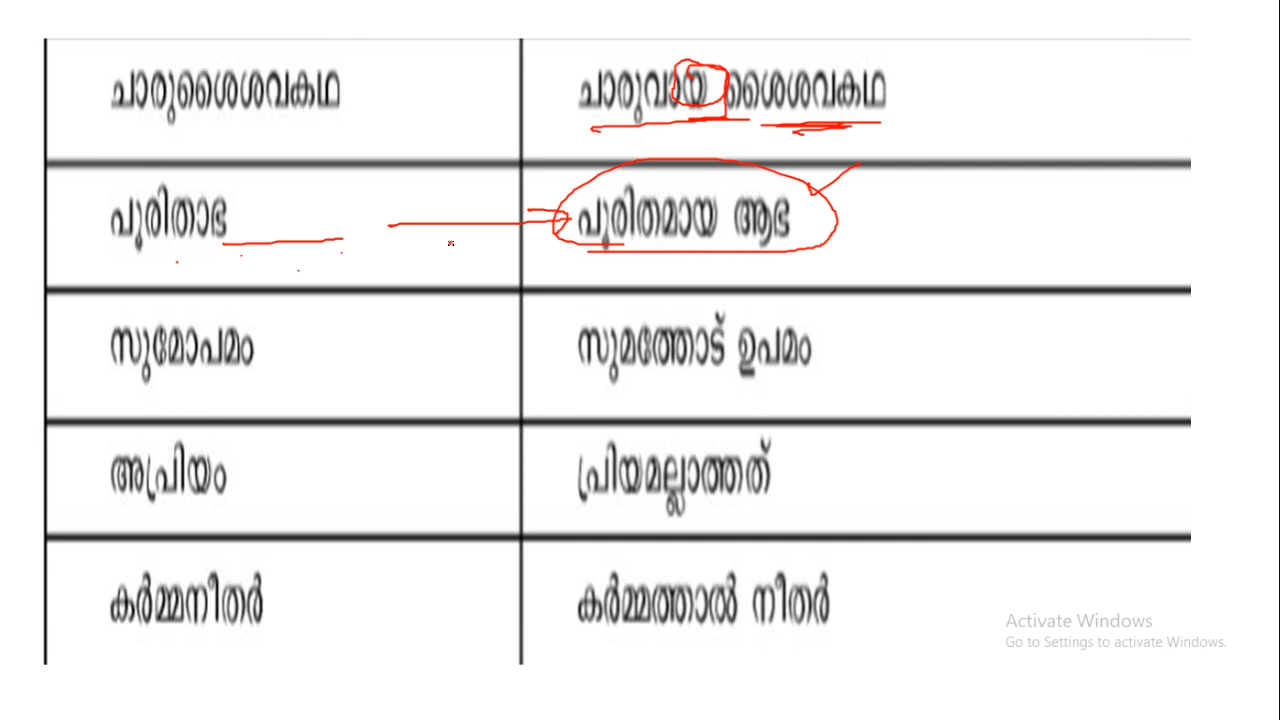 ചാരുശൈശവകഥ ചാരുവായ ശൈശവകഥ
പൂരിതാഭ പൂരിതമായ ആഭ
സുമോപമം സുമത്തോട് ഉപമം
അപ്രിയം പ്രിയമല്ലാത്തത്
കർമ്മനീതർ കർമ്മത്താൽ നീതർ
Activate Windows
Go to Settings to activate Windows.